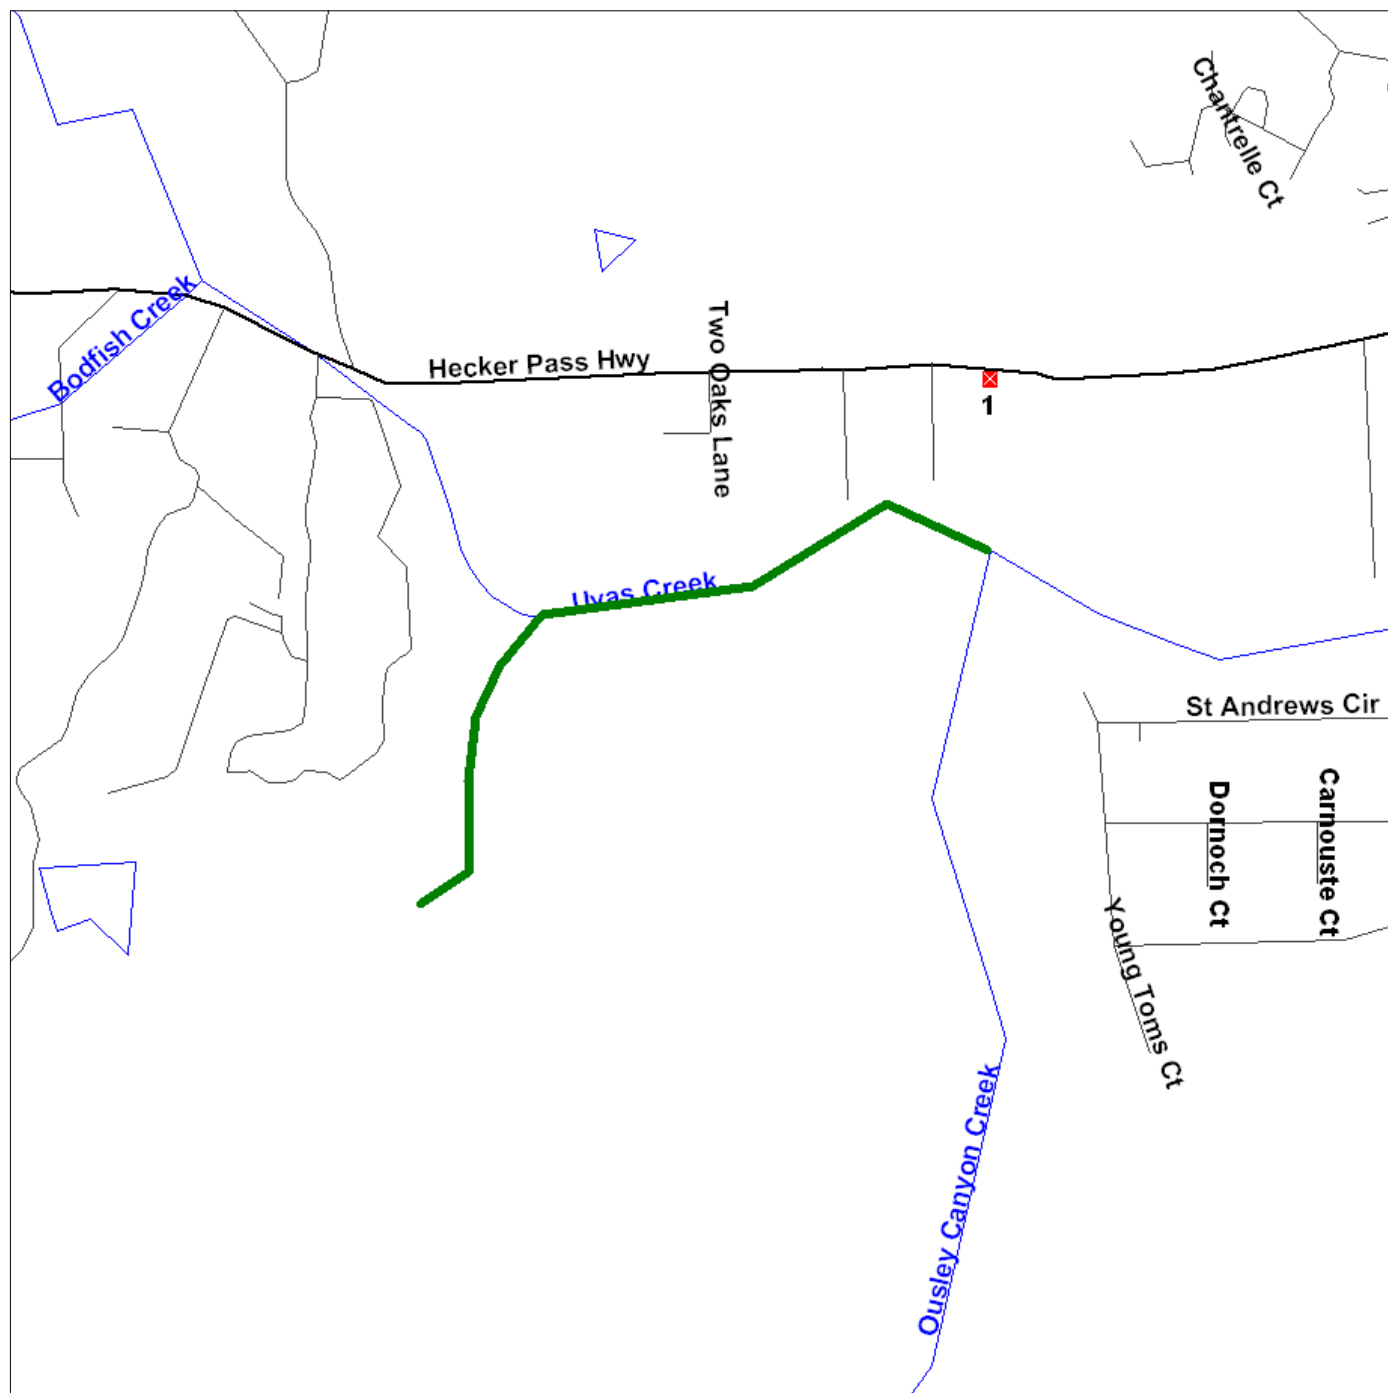 Chantrelle Ct
Bodfish Creek
Hecker Pass Hwy
Two Oaks Lane
1
Uvas Creek
St Andrews Cir
Dornoch Ct
Carnouste Ct
Young Toms Ct
Ousley Canyon Creek